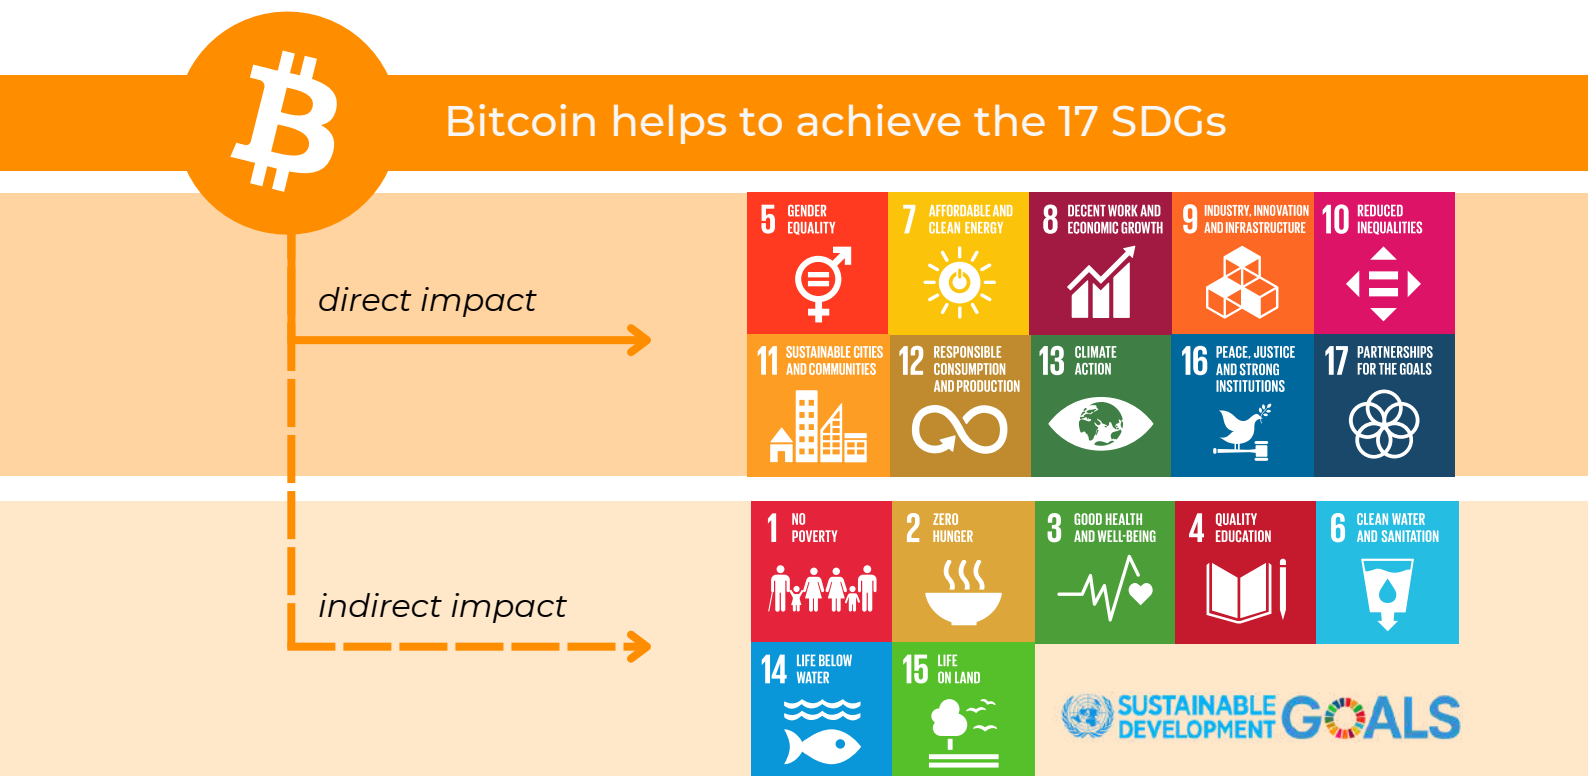 Bitcoin helps to achieve the 17 SDGs
direct impact
5 GENDER
EQUALITY
7 AFFORDABLE AND
CLEAN ENERGY
8 DECENT WORK AND
ECONOMIC GROWTH
9 INDUSTRY, INNOVATION
AND INFRASTRUCTURE
10 REDUCED
INEQUALITIES
11 SUSTAINABLE CITIES
AND COMMUNITIES
12 RESPONSIBLE
CONSUMPTION
AND PRODUCTION
13 CLIMATE
ACTION
16 PEACE, JUSTICE
AND STRONG
INSTITUTIONS
17 PARTNERSHIPS
FOR THE GOALS
indirect impact
1 NO
POVERTY
2 ZERO
HUNGER
3 GOOD HEALTH
AND WELL-BEING
4 QUALITY
EDUCATION
6 CLEAN WATER
AND SANITATION
14 LIFE BELOW
WATER
15 LIFE
ON LAND
SUSTAINABLE
DEVELOPMENT
GOALS